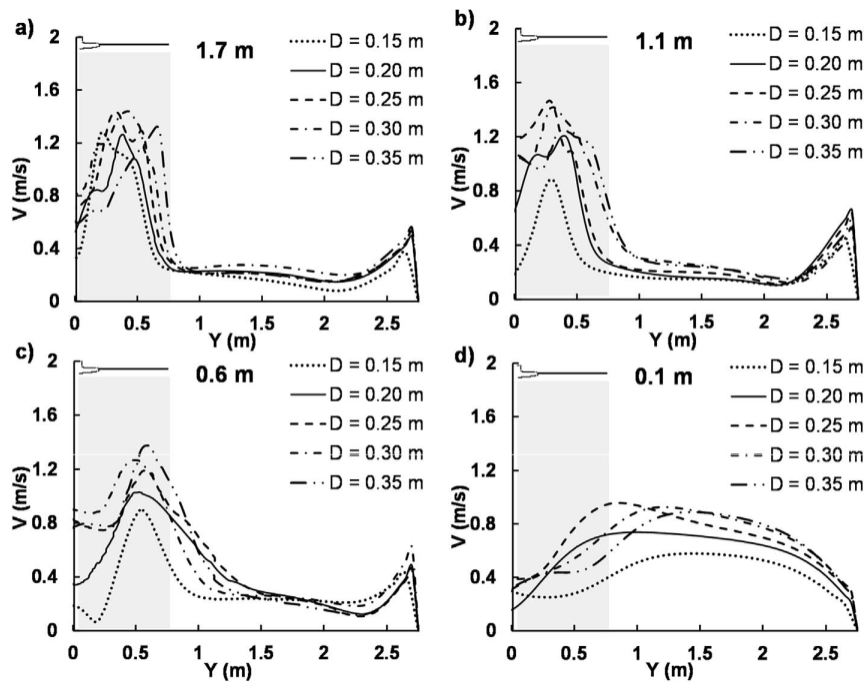 a)
1.7 m
V (m/s)
2
1.6
1.2
0.8
0.4
0
0 0.5 1 1.5 2 2.5
Y (m)
D = 0.15 m
D = 0.20 m
D = 0.25 m
D = 0.30 m
D = 0.35 m
b)
1.1 m
V (m/s)
2
1.6
1.2
0.8
0.4
0
0 0.5 1 1.5 2 2.5
Y (m)
D = 0.15 m
D = 0.20 m
D = 0.25 m
D = 0.30 m
D = 0.35 m
c)
0.6 m
V (m/s)
2
1.6
1.2
0.8
0.4
0
0 0.5 1 1.5 2 2.5
Y (m)
D = 0.15 m
D = 0.20 m
D = 0.25 m
D = 0.30 m
D = 0.35 m
d)
0.1 m
V (m/s)
2
1.6
1.2
0.8
0.4
0
0 0.5 1 1.5 2 2.5
Y (m)
D = 0.15 m
D = 0.20 m
D = 0.25 m
D = 0.30 m
D = 0.35 m